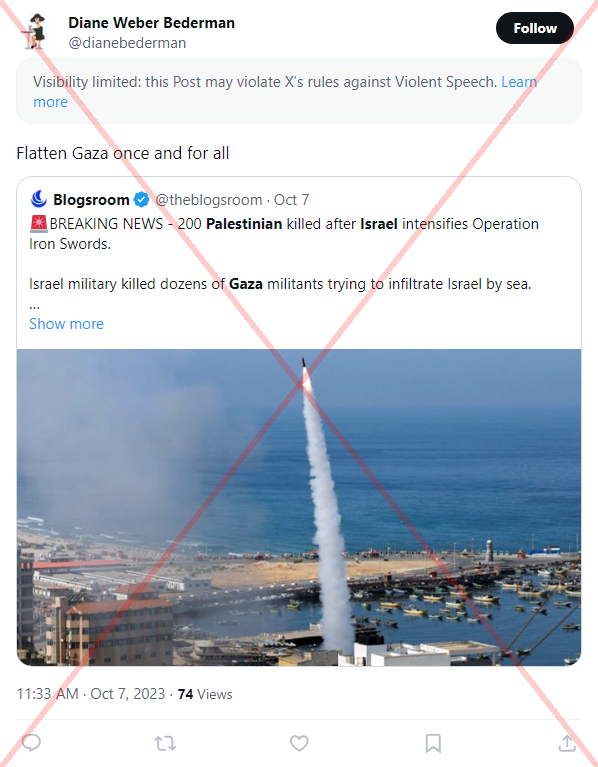 Diane Weber Bederman
@dianebederman
Follow
Visibility limited: this Post may violate X's rules against Violent Speech. Learn
more
Flatten Gaza once and for all
Blogsroom @theblogsroom · Oct 7
🚨BREAKING NEWS - 200 Palestinian killed after Israel intensifies Operation
Iron Swords.
Israel military killed dozens of Gaza militants trying to infiltrate Israel by sea.
...
Show more
11:33 AM · Oct 7, 2023 · 74 Views